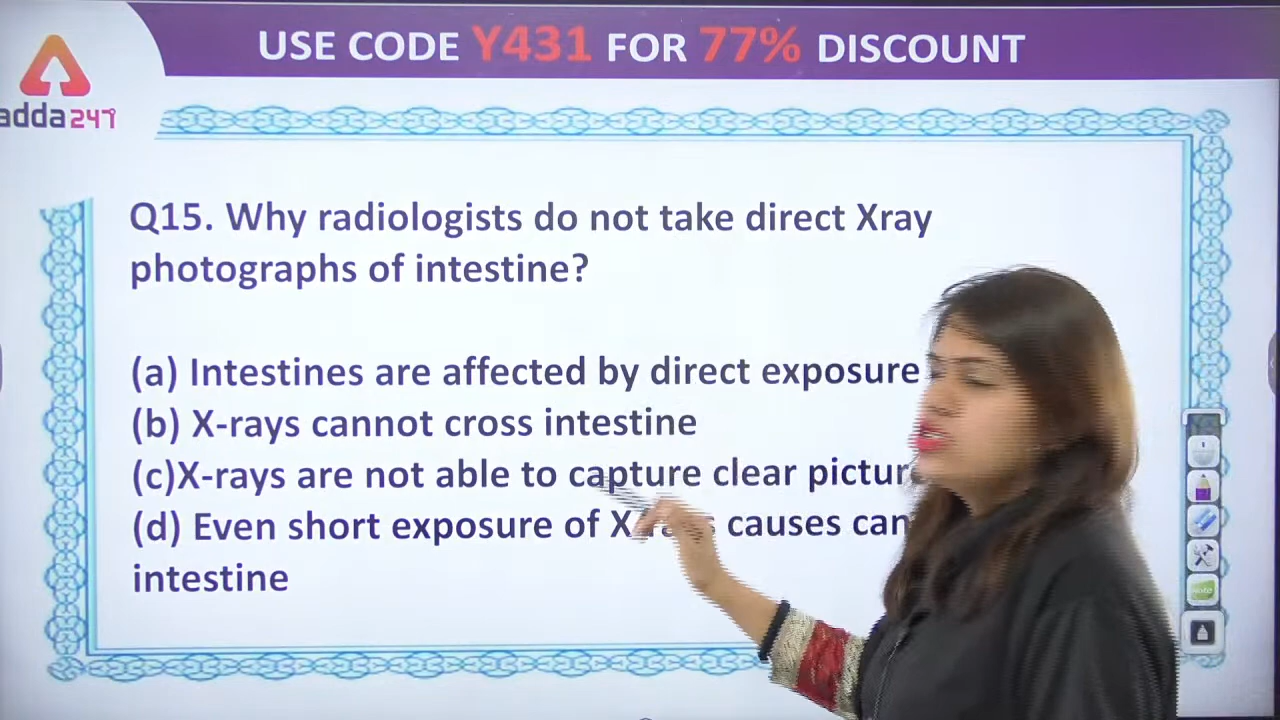 USE CODE Y431 FOR 77% DISCOUNT
adda247
Q15. Why radiologists do not take direct Xray
photographs of intestine?
(a) Intestines are affected by direct exposure
(b) X-rays cannot cross intestine
(c)X-rays are not able to capture clear
(d) Even short exposure of causes
intestine